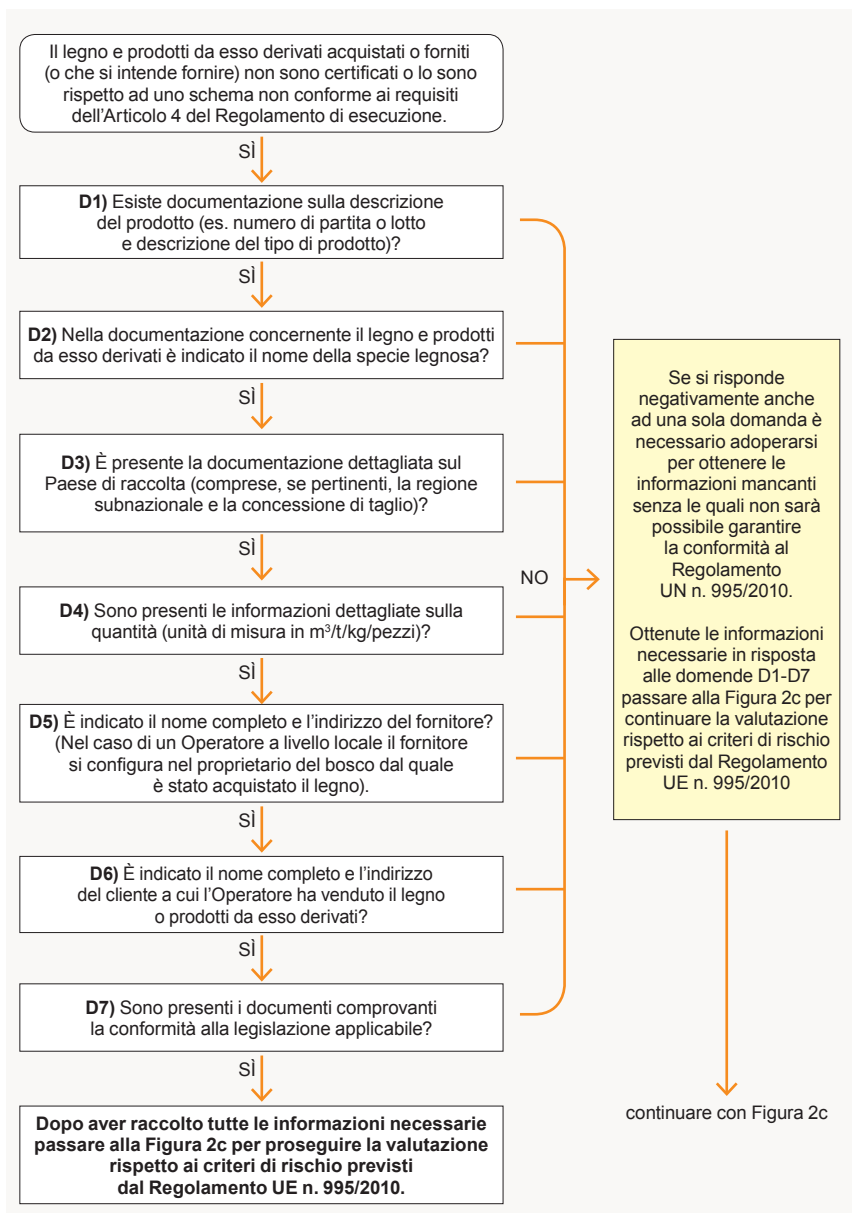 Il legno e prodotti da esso derivati acquistati o forniti
(o che si intende fornire) non sono certificati o lo sono
rispetto ad uno schema non conforme ai requisiti
dell'Articolo 4 del Regolamento di esecuzione.
SÌ
D1) Esiste documentazione sulla descrizione
del prodotto (es. numero di partita o lotto
e descrizione del tipo di prodotto)?
SÌ
D2) Nella documentazione concernente il legno e prodotti
da esso derivati è indicato il nome della specie legnosa?
SÌ
D3) È presente la documentazione dettagliata sul
Paese di raccolta (comprese, se pertinenti, la regione
subnazionale e la concessione di taglio)?
SÌ
D4) Sono presenti le informazioni dettagliate sulla
quantità (unità di misura in m³/t/kg/pezzi)?
SÌ
D5) È indicato il nome completo e l'indirizzo del fornitore?
(Nel caso di un Operatore a livello locale il fornitore
si configura nel proprietario del bosco dal quale
è stato acquistato il legno).
SÌ
D6) È indicato il nome completo e l'indirizzo
del cliente a cui l'Operatore ha venduto il legno
o prodotti da esso derivati?
SÌ
D7) Sono presenti i documenti comprovanti
la conformità alla legislazione applicabile?
SÌ
Dopo aver raccolto tutte le informazioni necessarie
passare alla Figura 2c per proseguire la valutazione
rispetto ai criteri di rischio previsti
dal Regolamento UE n. 995/2010.
NO
Se si risponde
negativamente anche
ad una sola domanda è
necessario adoperarsi
per ottenere le
informazioni mancanti
senza le quali non sarà
possibile garantire
la conformità al
Regolamento
UN n. 995/2010.
Ottenute le informazioni
necessarie in risposta
alle domende D1-D7
passare alla Figura 2c per
continuare la valutazione
rispetto ai criteri di rischio
previsti dal Regolamento
UE n. 995/2010
continuare con Figura 2c